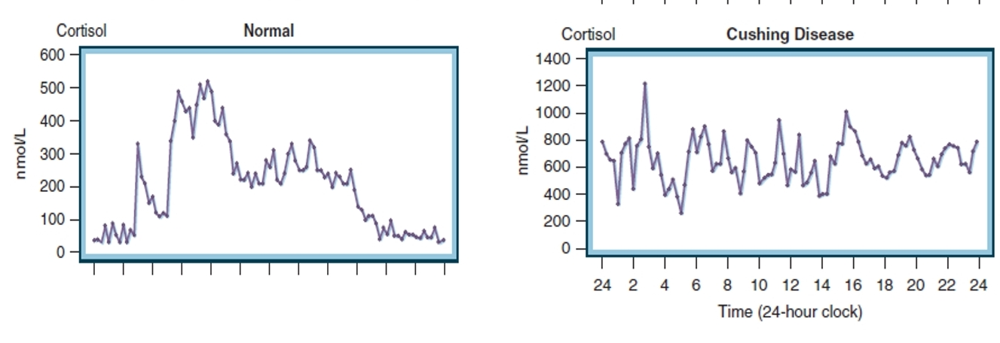 Cortisol Normal
600
500
400
300
200
100
0
nmol/L
Cortisol Cushing Disease
1400
1200
1000
800
600
400
200
0
nmol/L
24 2 4 6 8 10 12 14 16 18 20 22 24
Time (24-hour clock)